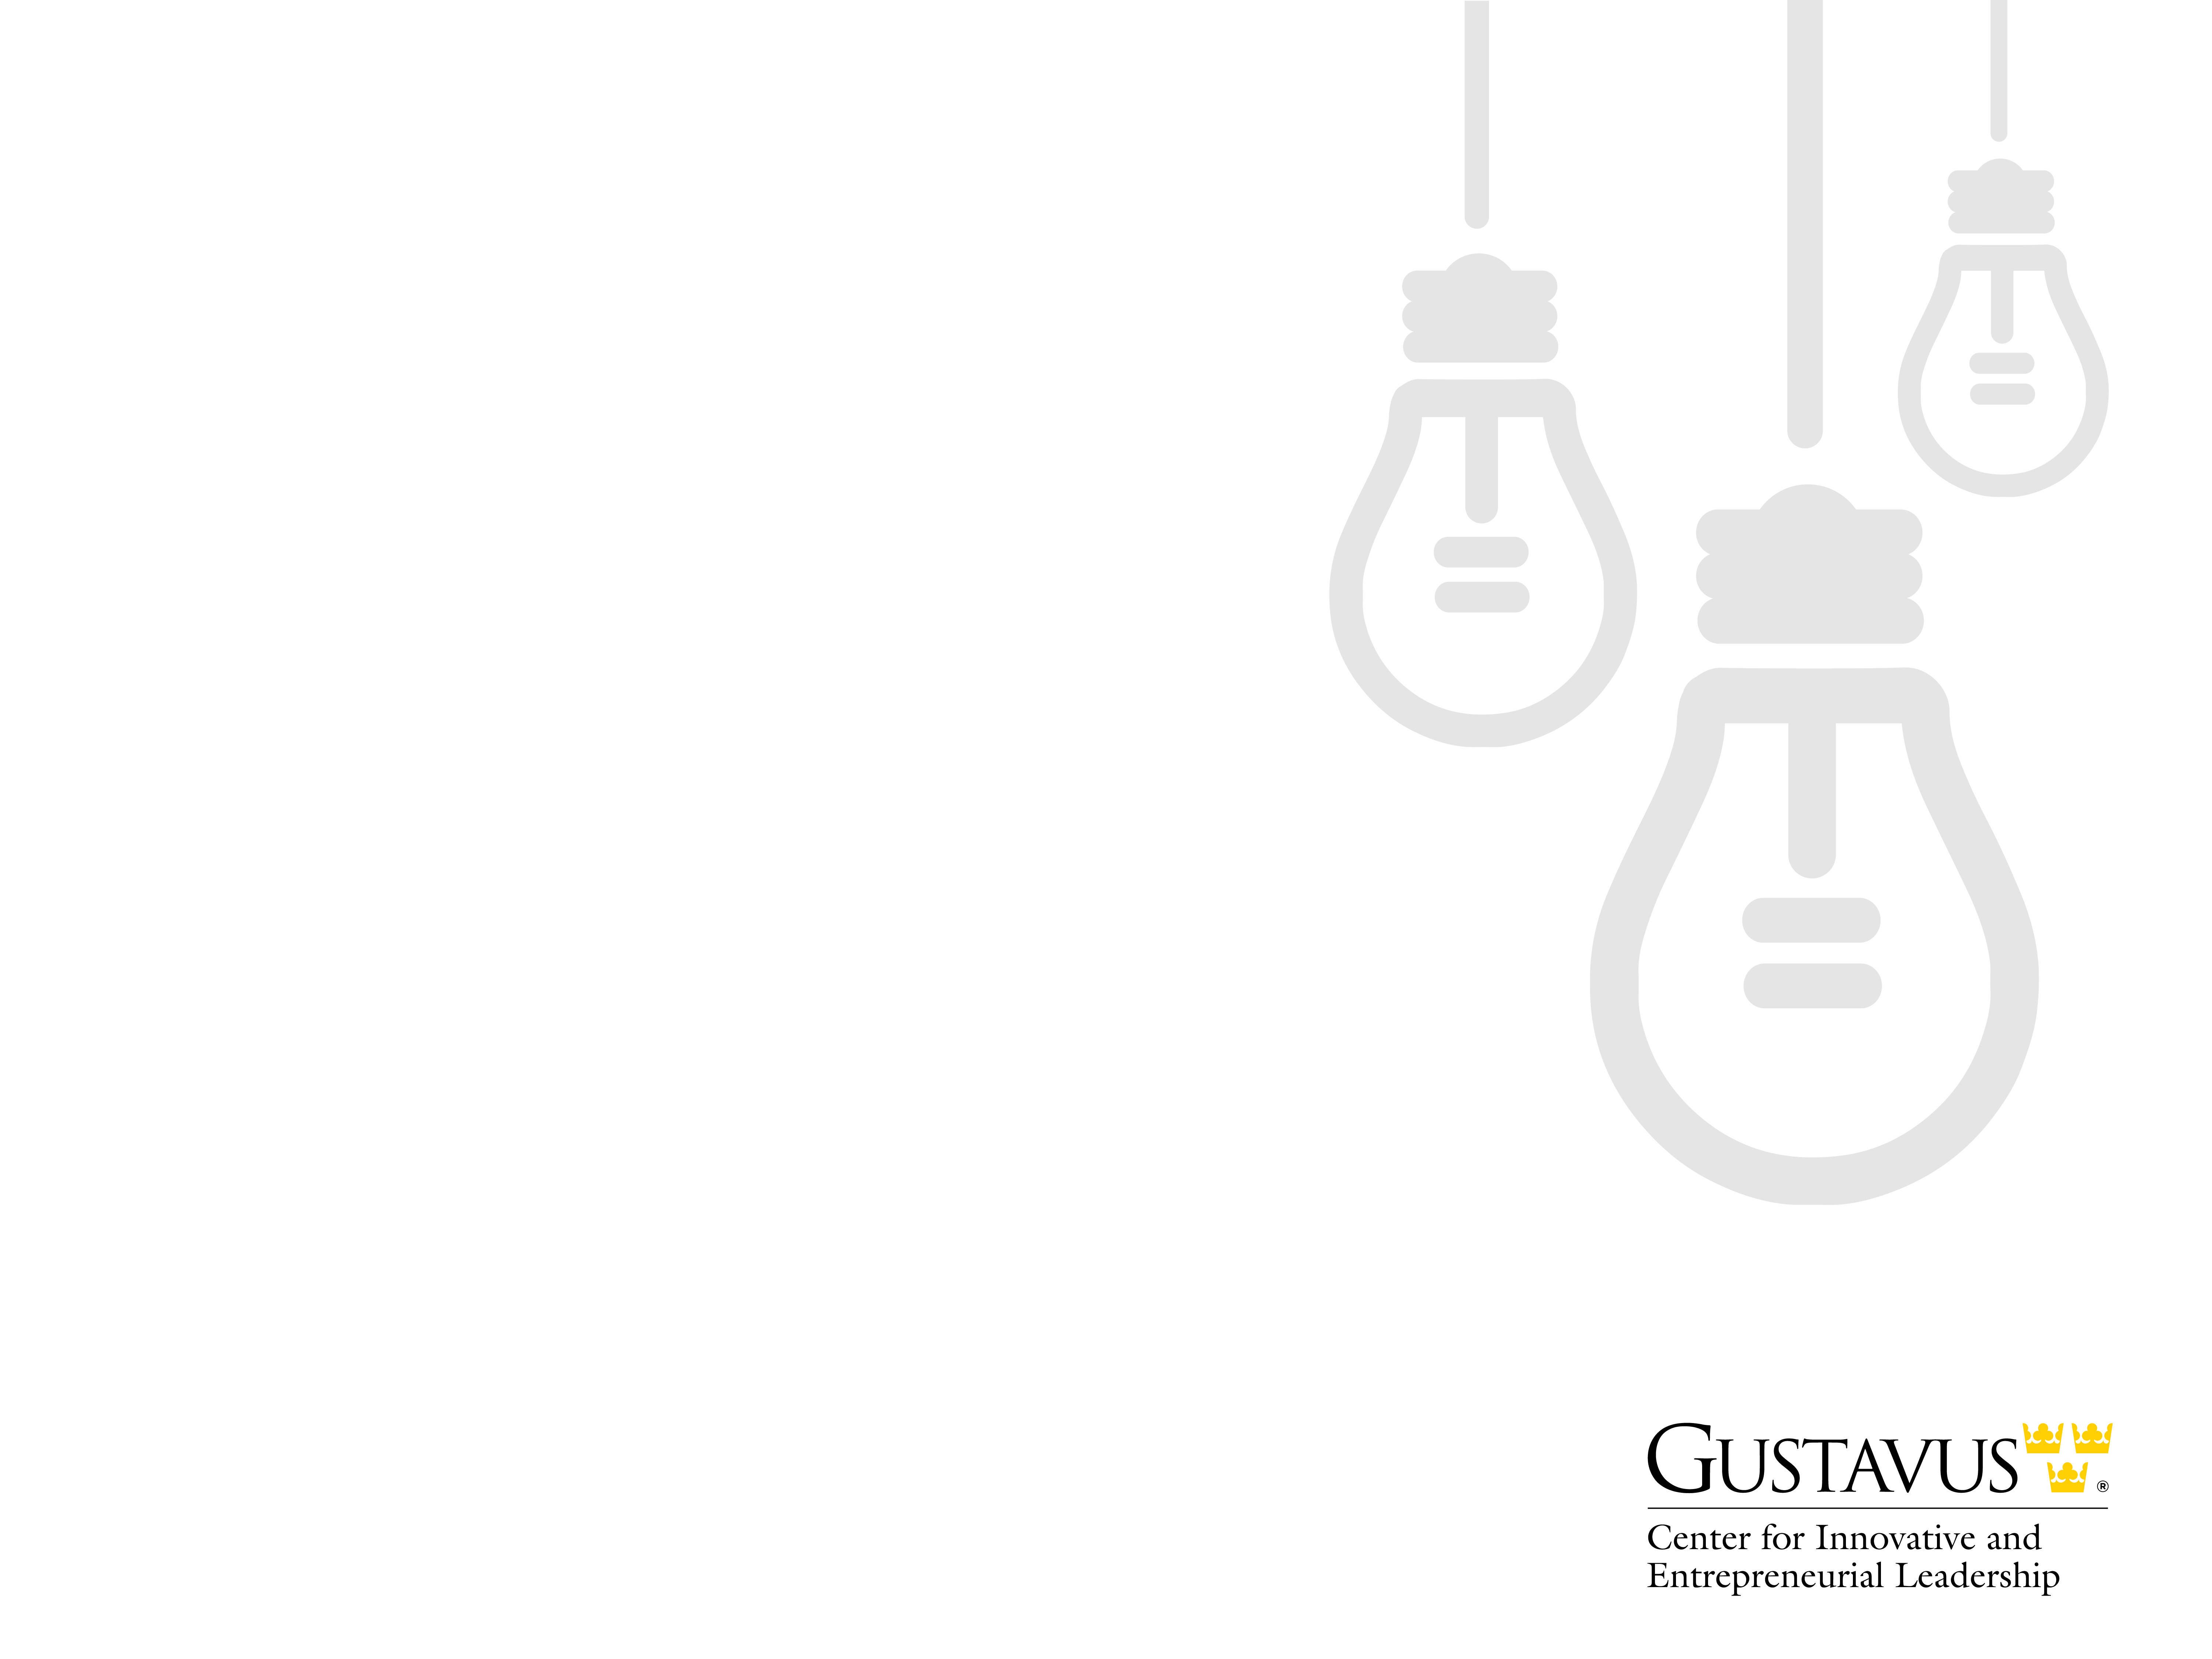 GUSTAVUS ®
Center for Innovative and
Entrepreneurial Leadership